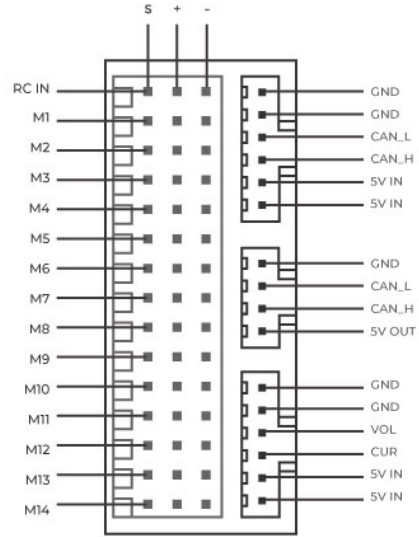 S + -
RC IN
M1
M2
M3
M4
M5
M6
M7
M8
M9
M10
M11
M12
M13
M14
GND
GND
CAN_L
CAN_H
5V IN
5V IN
GND
CAN_L
CAN_H
5V OUT
GND
GND
VOL
CUR
5V IN
5V IN